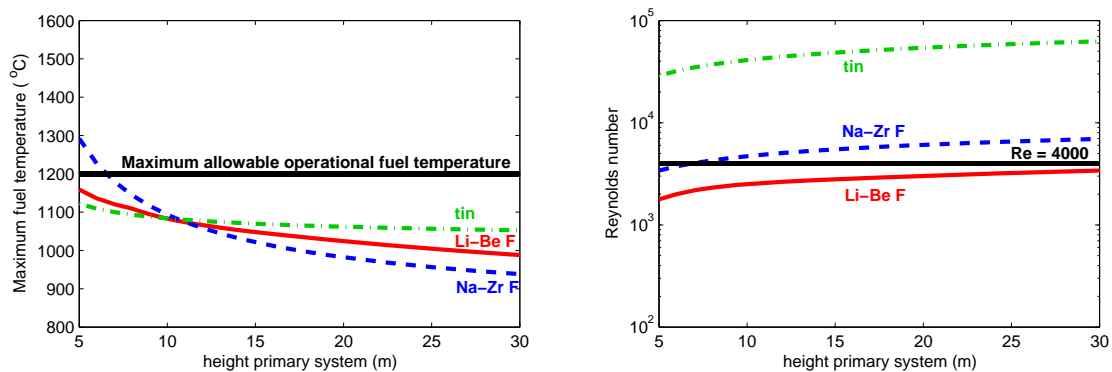 1600
1500
1400
1300
1200
1100
1000
900
800
Maximum fuel temperature ( °C)
Maximum allowable operational fuel temperature
tin
Li−Be F
Na−Zr F
5 10 15 20 25 30
height primary system (m)
10^5
10^4
10^3
10^2
Reynolds number
tin
Na−Zr F
Re = 4000
Li−Be F
5 10 15 20 25 30
height primary system (m)